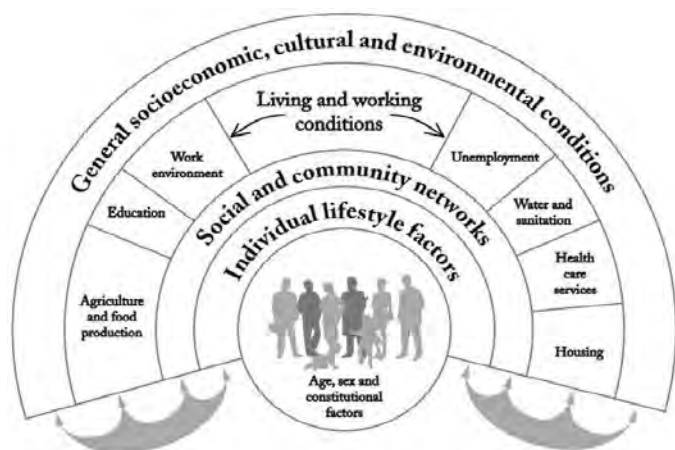 General socioeconomic, cultural and environmental conditions
Living and working
conditions
Work
environment
Unemployment
Education
Water and
sanitation
Social and community networks
Individual lifestyle factors
Agriculture
and food
production
Health
care
services
Housing
Age, sex and
constitutional
factors